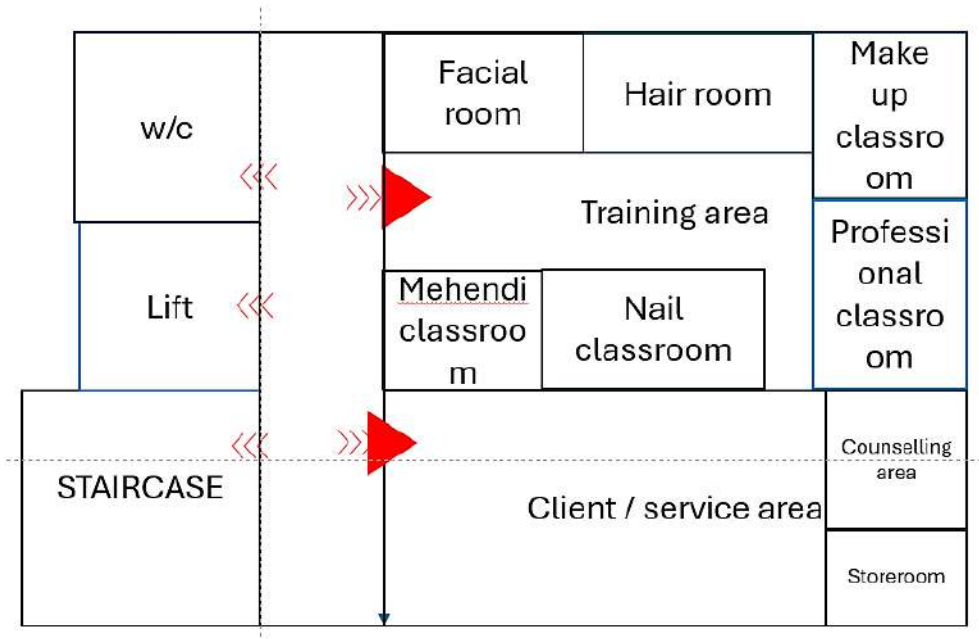 w/c
Facial
room
Hair room
Make
up
classro
om
Training area
Lift
Mehendi
classroo
m
Nail
classroom
Professi
onal
classro
om
STAIRCASE
Client / service area
Counselling
area
Storeroom